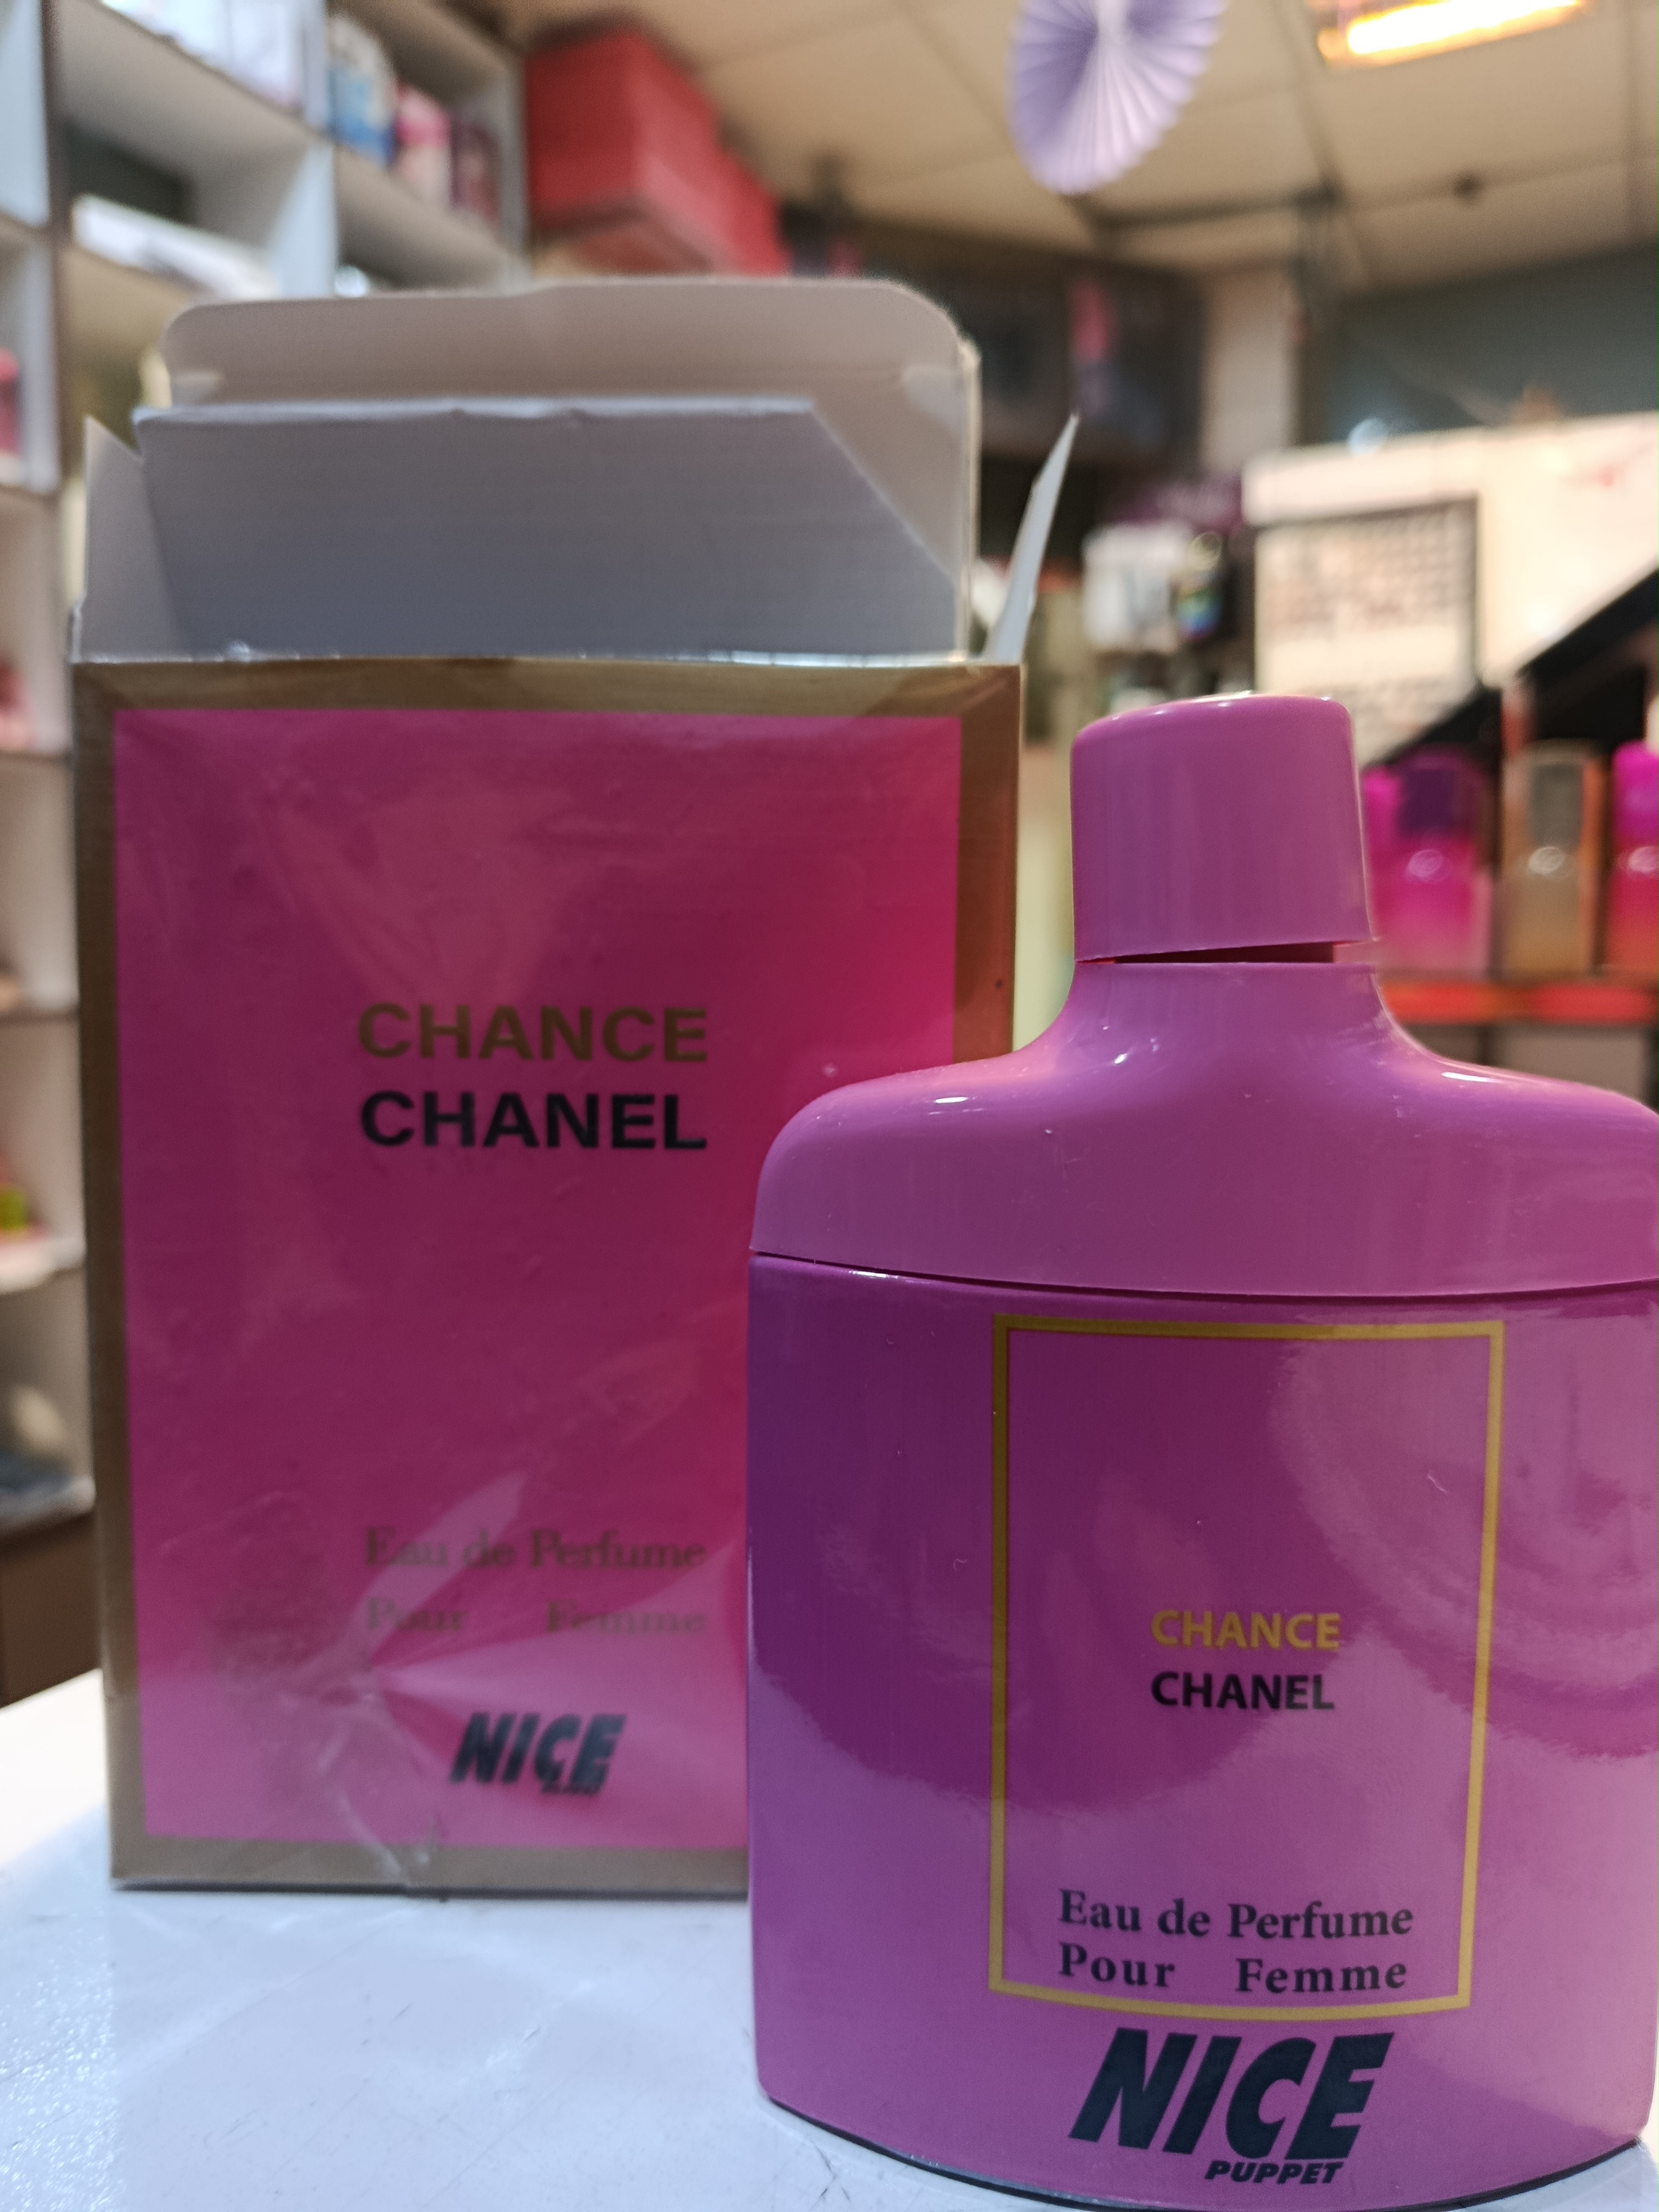 CHANCE
CHANEL
Eau de Perfume
Pour Femme
NICE
CHANCE
CHANEL
Eau de Perfume
Pour Femme
NICE
PUPPET